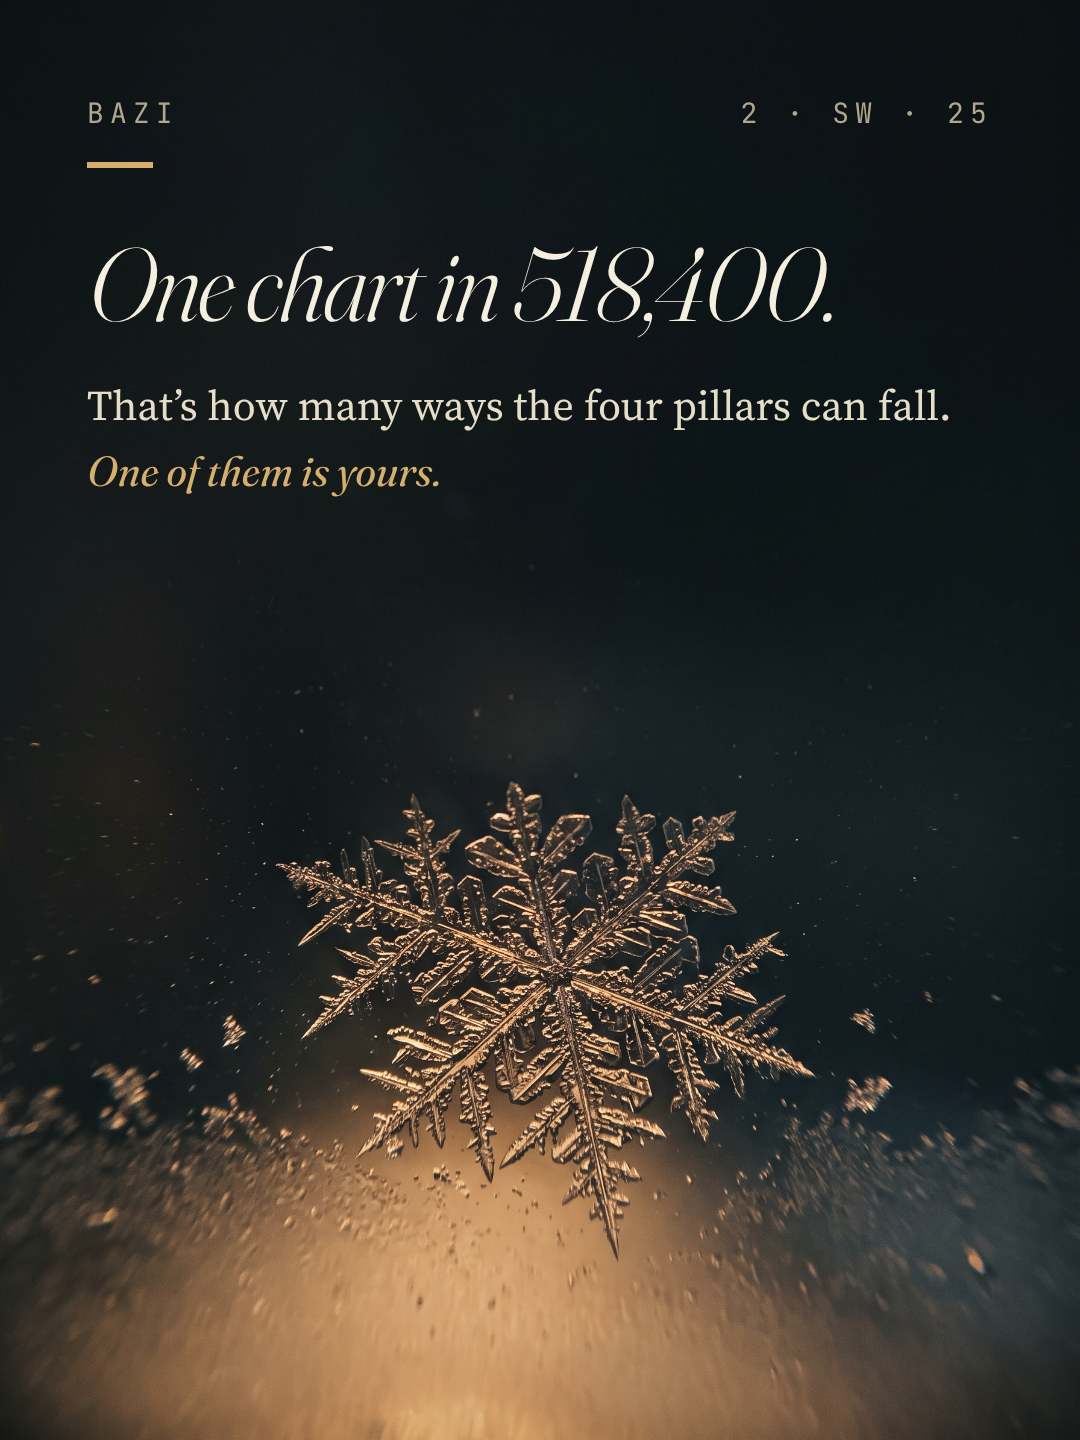 BAZI
2 · SW · 25
One chart in 518,400.
That’s how many ways the four pillars can fall.
One of them is yours.